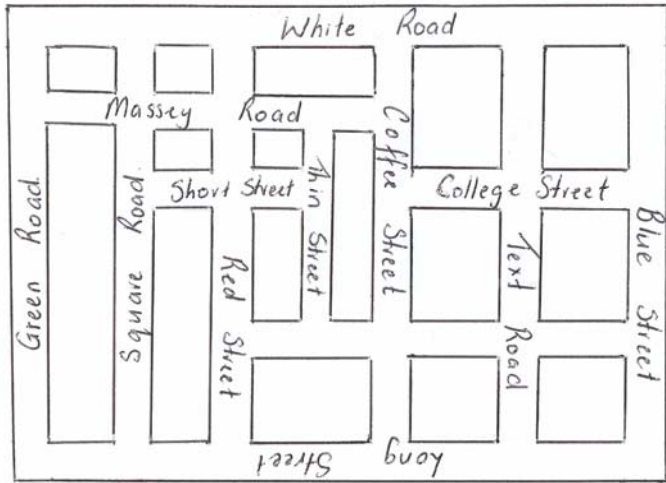 White Road
Massey Road
Coffee Street
Short Street
Thin Street
College Street
Green Road.
Square Road.
Red Street
Text Road
Blue Street
Long Street